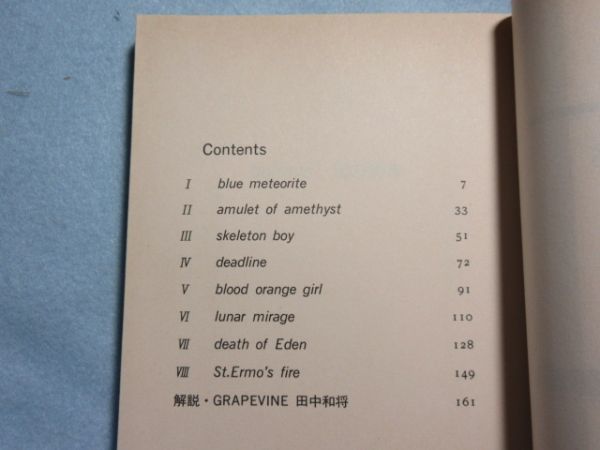 Contents
I blue meteorite 7
II amulet of amethyst 33
III skeleton boy 51
IV deadline 72
V blood orange girl 91
VI lunar mirage 110
VII death of Eden 128
VIII St.Ermo's fire 149
解説・GRAPEVINE 田中和将 161